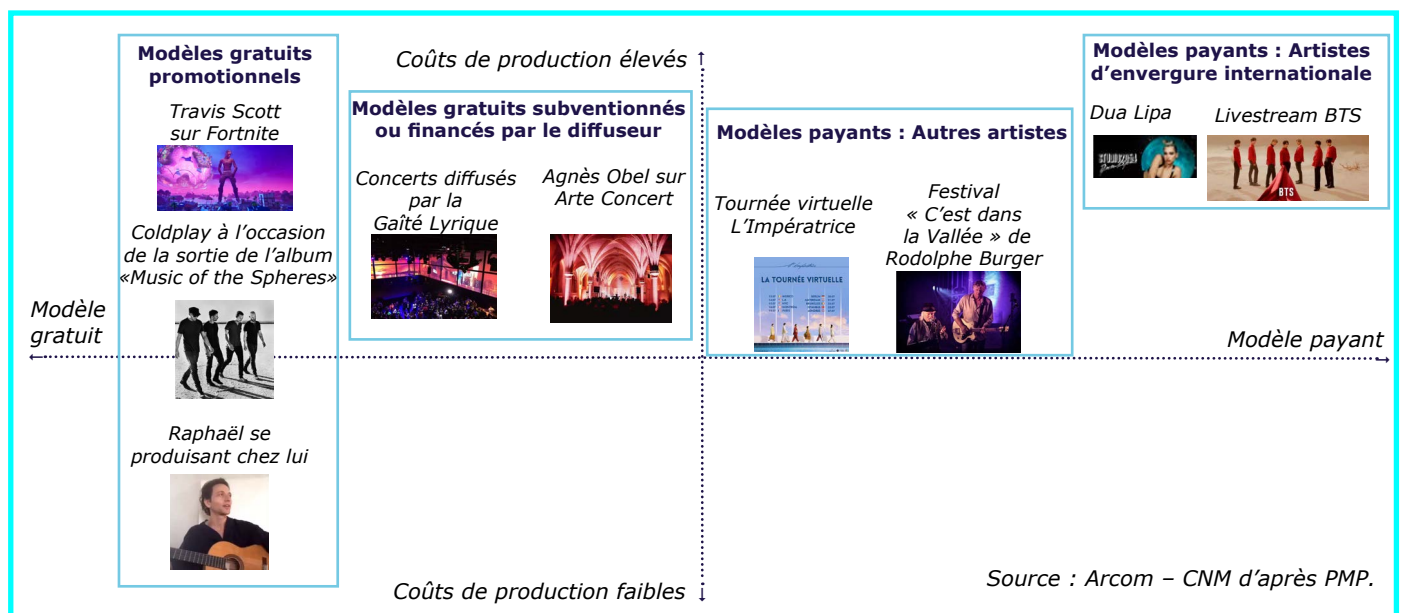 Modèles gratuits
promotionnels
Travis Scott
sur Fortnite
Coldplay à l’occasion
de la sortie de l’album
«Music of the Spheres»
Raphaël se
produisant chez lui
Modèle
gratuit
Coûts de production élevés
Modèles gratuits subventionnés
ou financés par le diffuseur
Concerts diffusés
par la
Gaîté Lyrique
Agnès Obel sur
Arte Concert
Modèles payants : Autres artistes
Tournée virtuelle
L’Impératrice
LA TOURNÉE VIRTUELLE
Festival
« C’est dans
la Vallée » de
Rodolphe Burger
Modèles payants : Artistes
d’envergure internationale
Dua Lipa
Livestream BTS
BTS
Modèle payant
Coûts de production faibles
Source : Arcom – CNM d’après PMP.